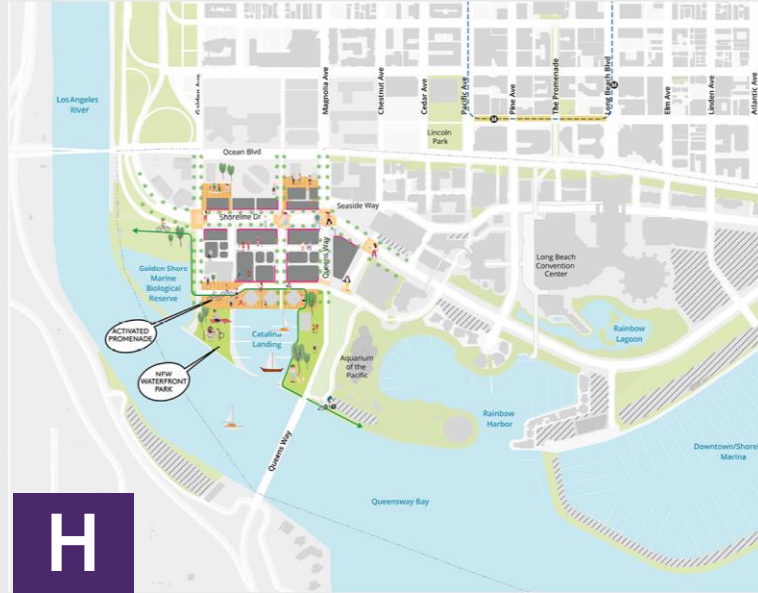 Los Angeles
River
Golden Ave
Magnolia Ave
Chestnut Ave
Cedar Ave
Pacific Ave
Pine Ave
The Promenade
Long Beach Blvd
Elm Ave
Linden Ave
Atlantic Ave
Lincoln
Park
Ocean Blvd
Seaside Way
Shoreline Dr
Queens Way
Golden Shore
Marine
Biological
Reserve
Long Beach
Convention
Center
ACTIVATED
PROMENADE
Catalina
Landing
Rainbow
Lagoon
NEW
WATERFRONT
PARK
Aquarium
of the
Pacific
Rainbow
Harbor
Queens Way
Downtown/Shorel
Marina
Queensway Bay
H